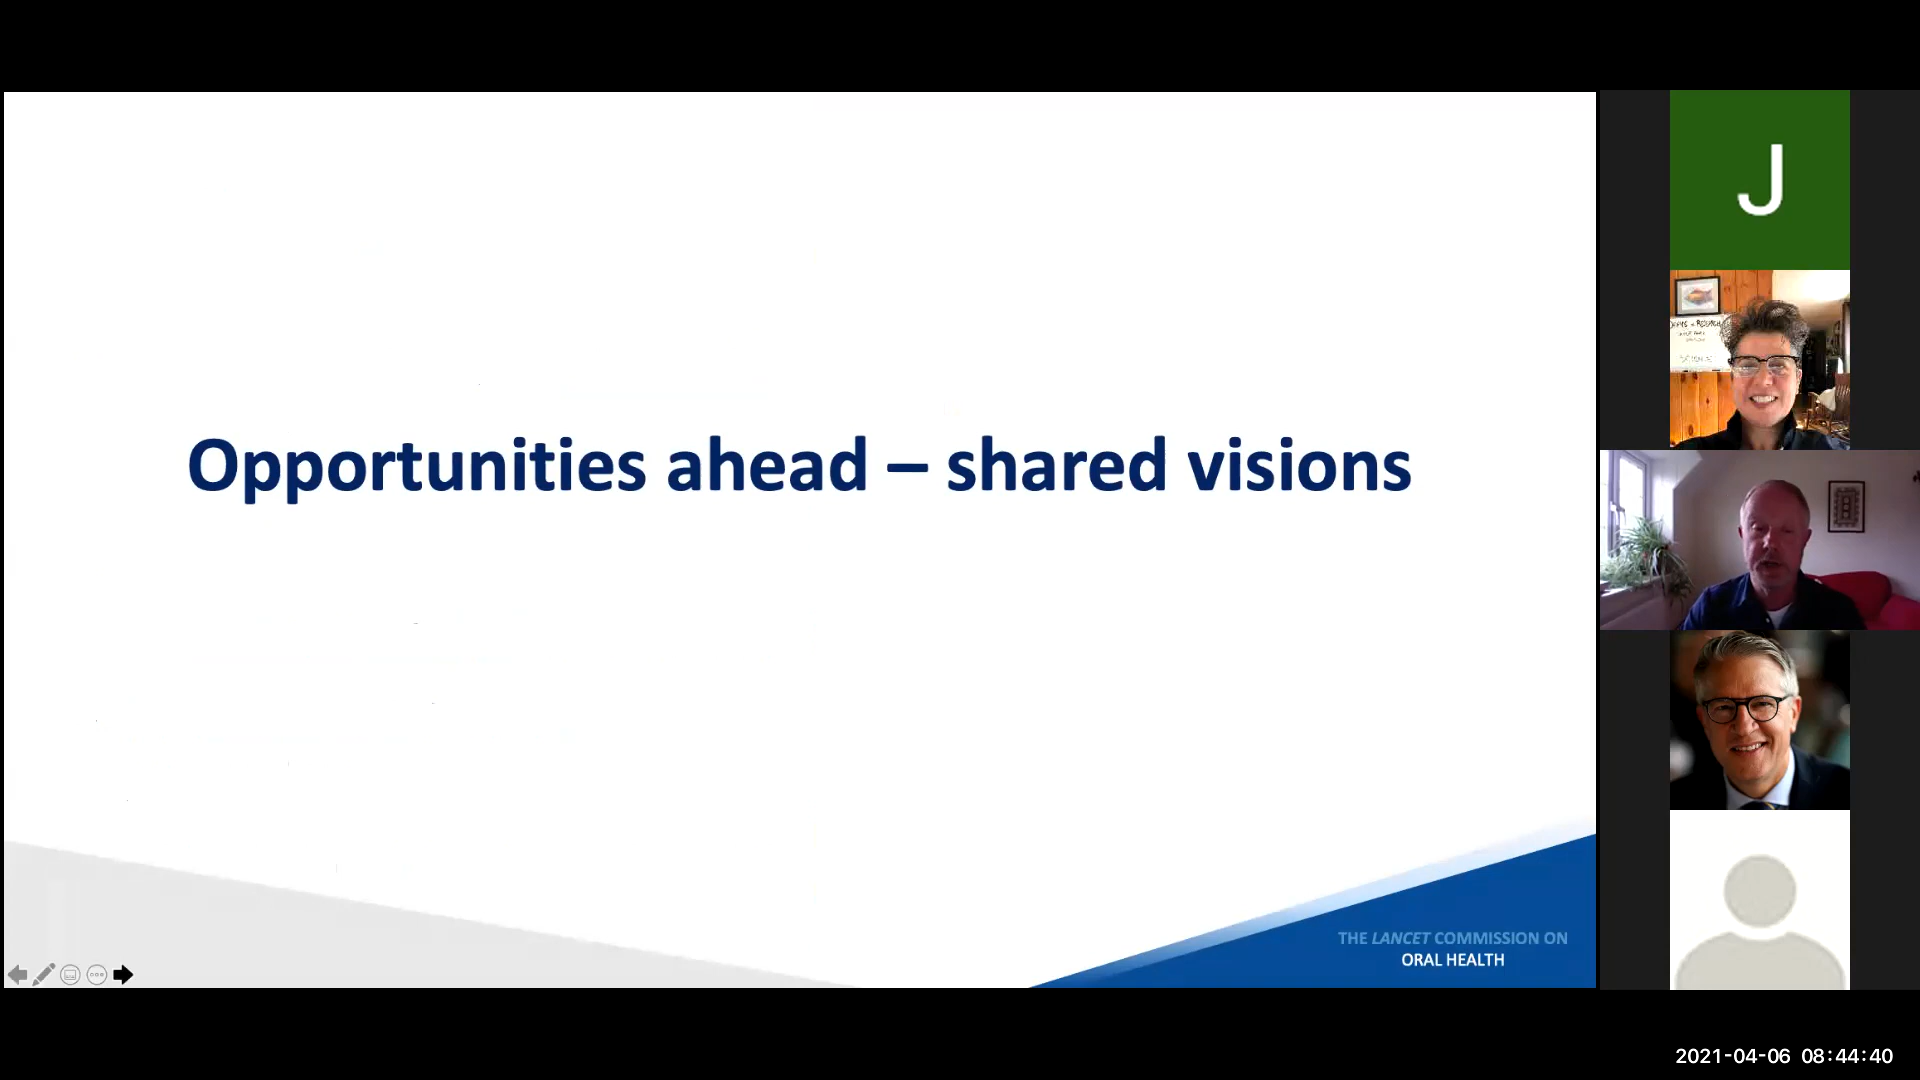 Opportunities ahead – shared visions
THE LANCET COMMISSION ON
ORAL HEALTH
J
2021-04-06 08:44:40